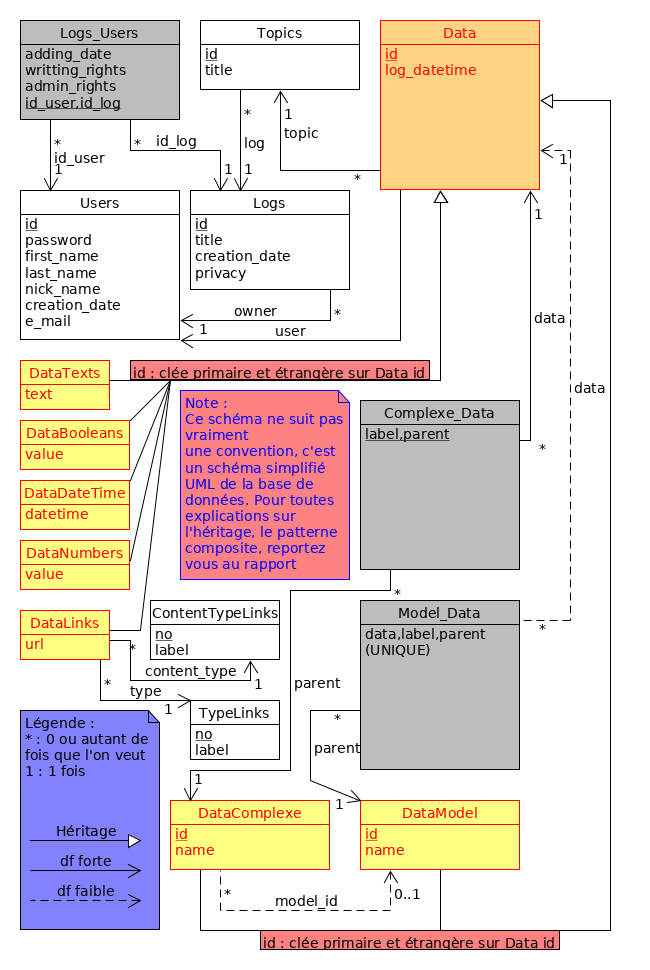 Logs_Users
adding_date
writting_rights
admin_rights
id_user,id_log
Topics
id
title
Data
id
log_datetime
*
id_user
1
*
id_log
1
*
log
1
1
topic
*
1
Users
id
password
first_name
last_name
nick_name
creation_date
e_mail
Logs
id
title
creation_date
privacy
owner
*
1
user
1
data
*
data
*
DataTexts
text
id : clée primaire et étrangère sur Data id
DataBooleans
value
DataDateTime
datetime
DataNumbers
value
DataLinks
url
Note :
Ce schéma ne suit pas
vraiment
une convention, c'est
un schéma simplifié
UML de la base de
données. Pour toutes
explications sur
l'héritage, le patterne
composite, reportez
vous au rapport
Complexe_Data
label,parent
*
ContentTypeLinks
no
label
*
content_type
1
*
type
1
TypeLinks
no
label
Model_Data
data,label,parent
(UNIQUE)
parent
1
*
parent
1
Légende :
* : 0 ou autant de
fois que l'on veut
1 : 1 fois
Héritage
df forte
df faible
DataComplexe
id
name
DataModel
id
name
*
model_id
0..1
id : clée primaire et étrangère sur Data id